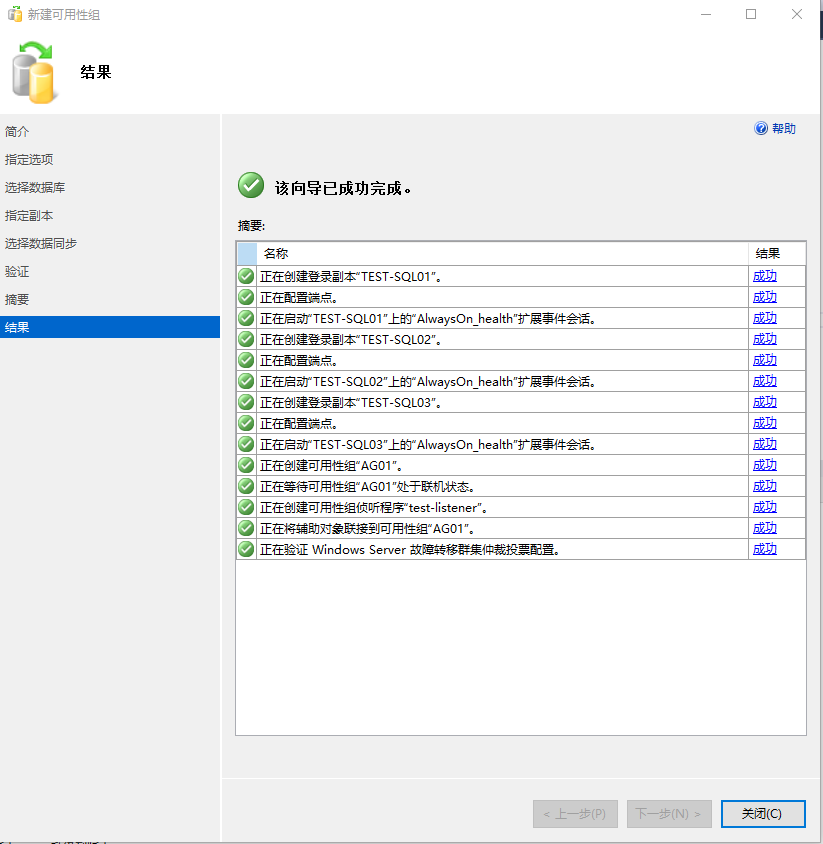 新建可用性组
结果
简介
指定选项
选择数据库
指定副本
选择数据同步
验证
摘要
结果
帮助
该向导已成功完成。
摘要:
名称 结果
正在创建登录副本“TEST-SQL01”。 成功
正在配置端点。 成功
正在启动“TEST-SQL01”上的“AlwaysOn_health”扩展事件会话。 成功
正在创建登录副本“TEST-SQL02”。 成功
正在配置端点。 成功
正在启动“TEST-SQL02”上的“AlwaysOn_health”扩展事件会话。 成功
正在创建登录副本“TEST-SQL03”。 成功
正在配置端点。 成功
正在启动“TEST-SQL03”上的“AlwaysOn_health”扩展事件会话。 成功
正在创建可用性组“AG01”。 成功
正在等待可用性组“AG01”处于联机状态。 成功
正在创建可用性组侦听程序“test-listener”。 成功
正在将辅助对象联接到可用性组“AG01”。 成功
正在验证 Windows Server 故障转移群集仲裁投票配置。 成功
< 上一步(P) 下一步(N) > 关闭(C)